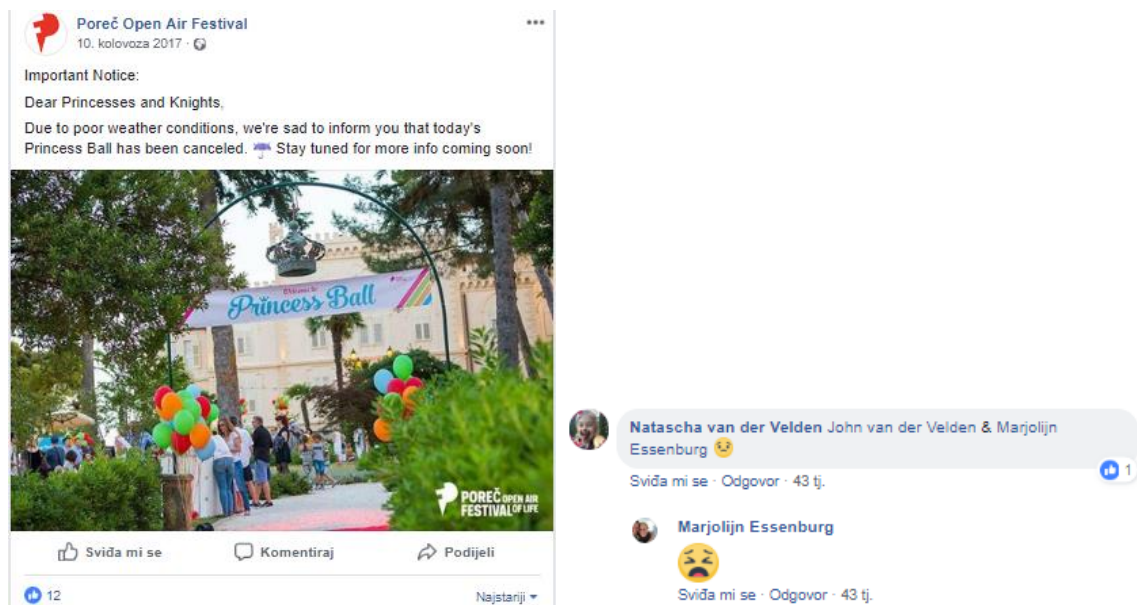 Poreč Open Air Festival
10. kolovoza 2017 ·
Important Notice:
Dear Princesses and Knights,
Due to poor weather conditions, we're sad to inform you that today's
Princess Ball has been canceled. ☔ Stay tuned for more info coming soon!
Princess Ball
POREČ OPEN AIR
FESTIVAL OF LIFE
Sviđa mi se
Komentiraj
Podijeli
12
Najstariji
Natascha van der Velden John van der Velden & Marjolijn
Essenburg 😟
1
Sviđa mi se · Odgovor · 43 tj.
Marjolijn Essenburg
😫
Sviđa mi se · Odgovor · 43 tj.